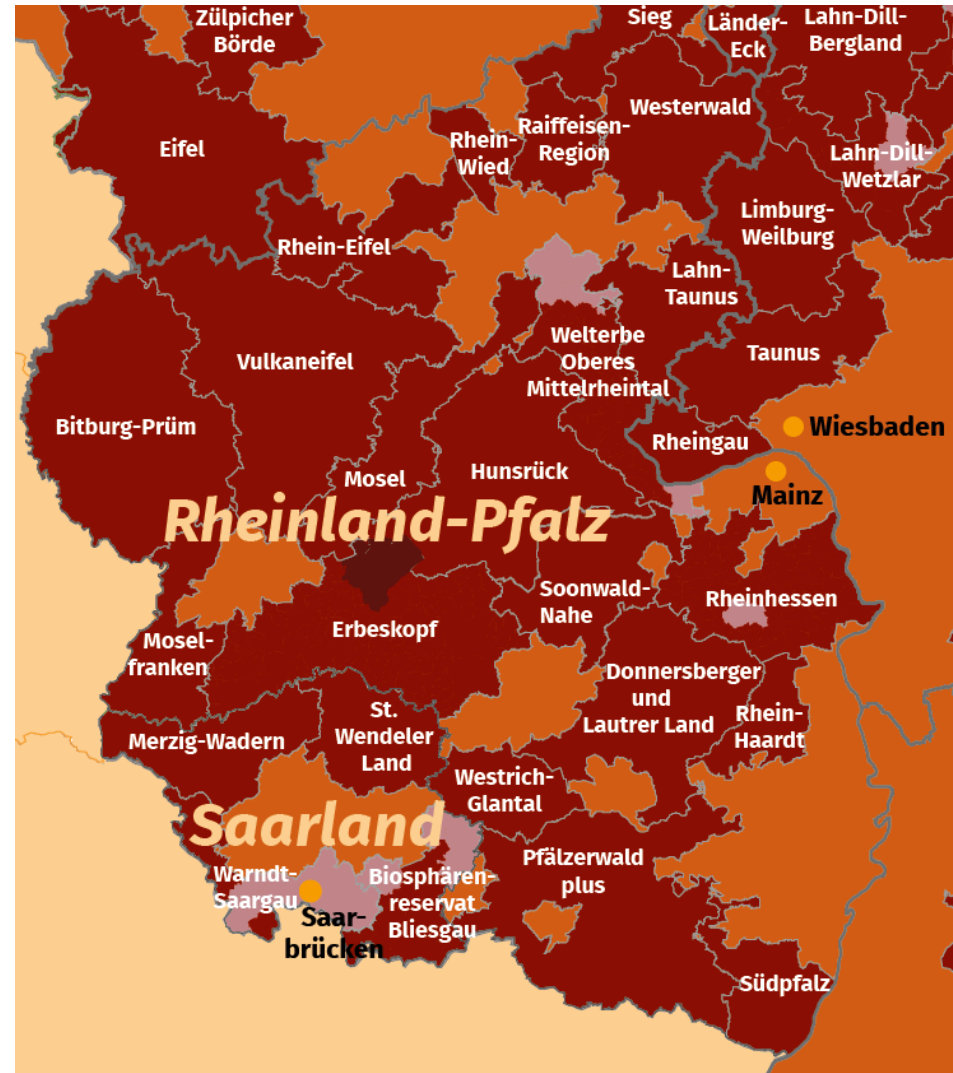 Zülpicher
Börde
Sieg
Länder-
Eck
Lahn-Dill-
Bergland
Eifel
Westerwald
Rhein-
Wied
Raiffeisen-
Region
Lahn-Dill-
Wetzlar
Limburg-
Weilburg
Rhein-Eifel
Lahn-
Taunus
Vulkaneifel
Welterbe
Oberes
Mittelrheintal
Taunus
Bitburg-Prüm
Wiesbaden
Rheingau
Mosel
Hunsrück
Mainz
Rheinland-Pfalz
Soonwald-
Nahe
Rheinhessen
Erbeskopf
Mosel-
franken
Donnersberger
und
Lautrer Land
St.
Wendeler
Land
Rhein-
Haardt
Merzig-Wadern
Westrich-
Glantal
Saarland
Pfälzerwald
plus
Warndt-
Saargau
Biosphären-
reservat
Bliesgau
Saar-
brücken
Südpfalz